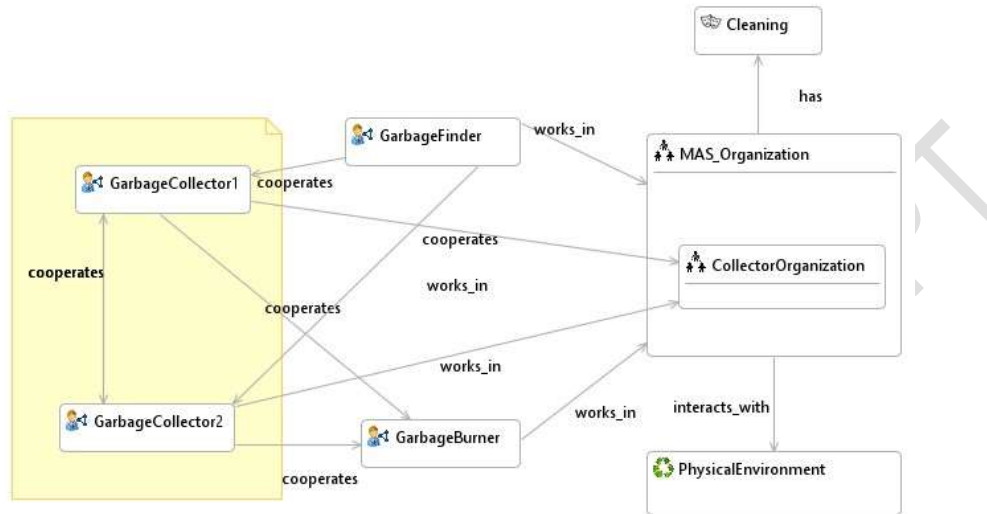 Cleaning
has
GarbageFinder
works_in
MAS_Organization
GarbageCollector1
cooperates
cooperates
CollectorOrganization
cooperates
works_in
cooperates
works_in
GarbageCollector2
GarbageBurner
works_in
interacts_with
cooperates
PhysicalEnvironment